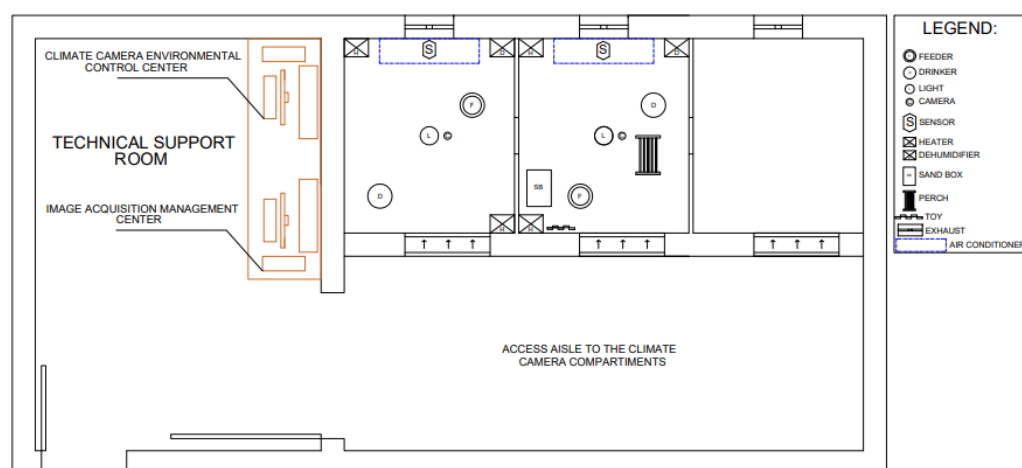 CLIMATE CAMERA ENVIRONMENTAL
CONTROL CENTER
TECHNICAL SUPPORT
ROOM
IMAGE ACQUISITION MANAGEMENT
CENTER
H
S
D
H
S
D
F
L
C
D
H
D
L
C
SB
F
H
ACCESS AISLE TO THE CLIMATE
CAMERA COMPARTIMENTS
LEGEND:
FEEDER
DRINKER
LIGHT
C CAMERA
S SENSOR
HEATER
DEHUMIDIFIER
SAND BOX
PERCH
TOY
EXHAUST
AIR CONDITIONER